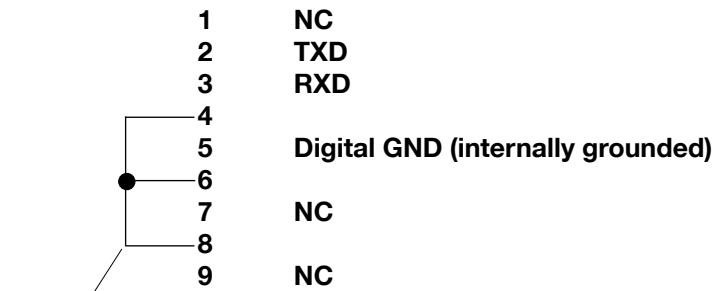 1 NC
2 TXD
3 RXD
4
5 Digital GND (internally grounded)
6
7 NC
8
9 NC